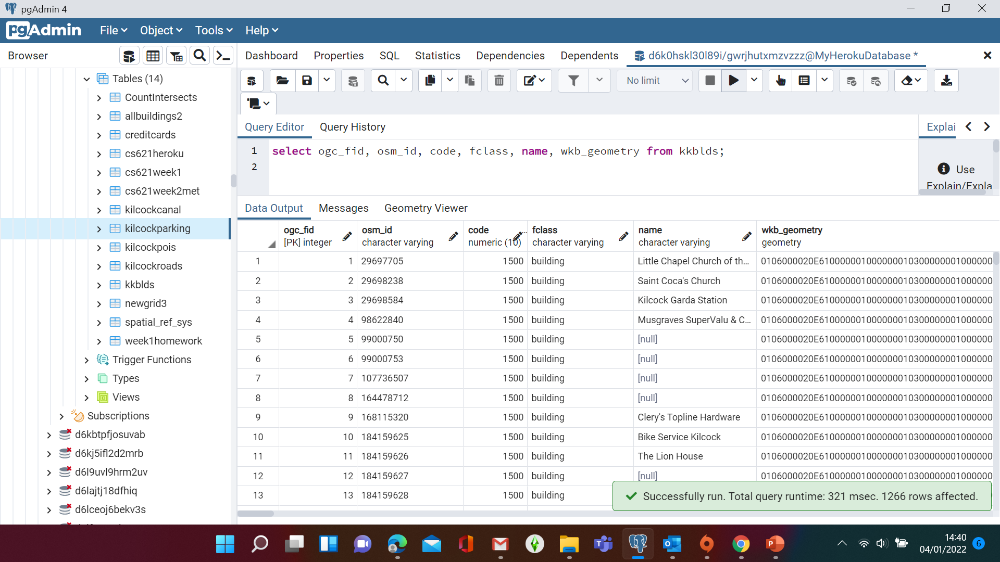 pgAdmin 4
pgAdmin File Object Tools Help
Browser
Dashboard Properties SQL Statistics Dependencies Dependents d6k0hskl30l89i/gwrjhutxmzvzzz@MyHerokuDatabase *
Tables (14)
CountIntersects
allbuildings2
creditcards
cs621heroku
cs621week1
cs621week2met
kilcockcanal
kilcockparking
kilcockpois
kilcockroads
kkblds
newgrid3
spatial_ref_sys
week1homework
Trigger Functions
Types
Views
Subscriptions
d6kbtpfjosuvab
d6kj5ifl2d2mrb
d6l9uvl9hrm2uv
d6lajtj18dfhiq
d6lceoj6bekv3s
No limit
Query Editor Query History
Explai
1 select ogc_fid, osm_id, code, fclass, name, wkb_geometry from kkblds;
2
Use
Explain/Expla
Data Output Messages Geometry Viewer
ogc_fid osm_id code fclass name wkb_geometry
[PK] integer character varying numeric (10) character varying character varying geometry
1 1 29697705 1500 building Little Chapel Church of th... 0106000020E6100000010000000103000000010000000
2 2 29698238 1500 building Saint Coca's Church 0106000020E6100000010000000103000000010000000
3 3 29698584 1500 building Kilcock Garda Station 0106000020E6100000010000000103000000010000000
4 4 98622840 1500 building Musgraves SuperValu & C... 0106000020E6100000010000000103000000010000000
5 5 99000750 1500 building [null] 0106000020E6100000010000000103000000010000000
6 6 99000753 1500 building [null] 0106000020E6100000010000000103000000010000000
7 7 107736507 1500 building [null] 0106000020E6100000010000000103000000010000000
8 8 164478712 1500 building [null] 0106000020E6100000010000000103000000010000000
9 9 168115320 1500 building Clery's Topline Hardware 0106000020E6100000010000000103000000010000000
10 10 184159625 1500 building Bike Service Kilcock 0106000020E6100000010000000103000000010000000
11 11 184159626 1500 building The Lion House 0106000020E6100000010000000103000000010000000
12 12 184159627 1500 building [null] 0106000020E6100000010000000103000000010000000
13 13 184159628 1500 building
Successfully run. Total query runtime: 321 msec. 1266 rows affected.
14:40
04/01/2022
6